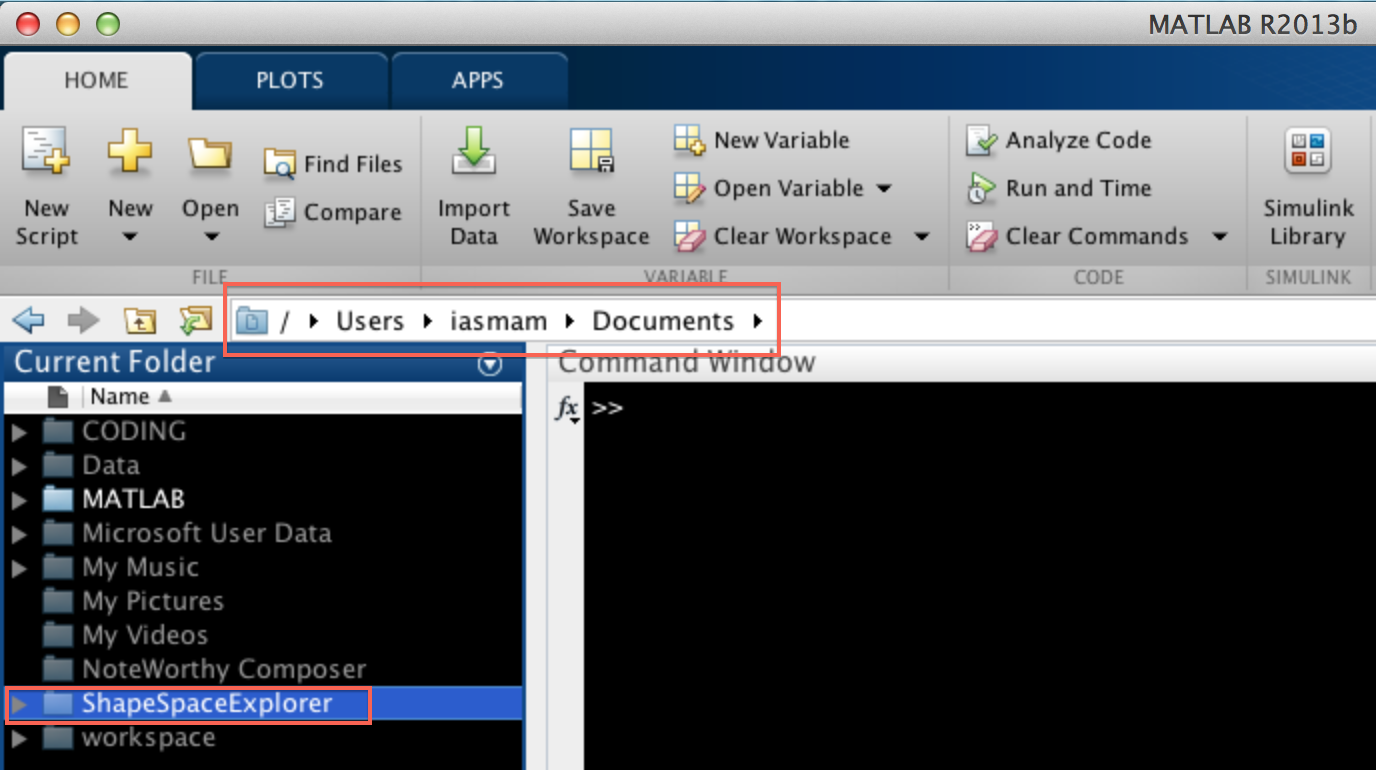 MATLAB R2013b
HOME PLOTS APPS
New Script
New
Open
Find Files
Compare
Import Data
Save Workspace
New Variable
Open Variable
Clear Workspace
Analyze Code
Run and Time
Clear Commands
Simulink Library
FILE VARIABLE CODE SIMULINK
/ Users iasmam Documents
Current Folder
Name
CODING
Data
MATLAB
Microsoft User Data
My Music
My Pictures
My Videos
NoteWorthy Composer
ShapeSpaceExplorer
workspace
Command Window
fx >>